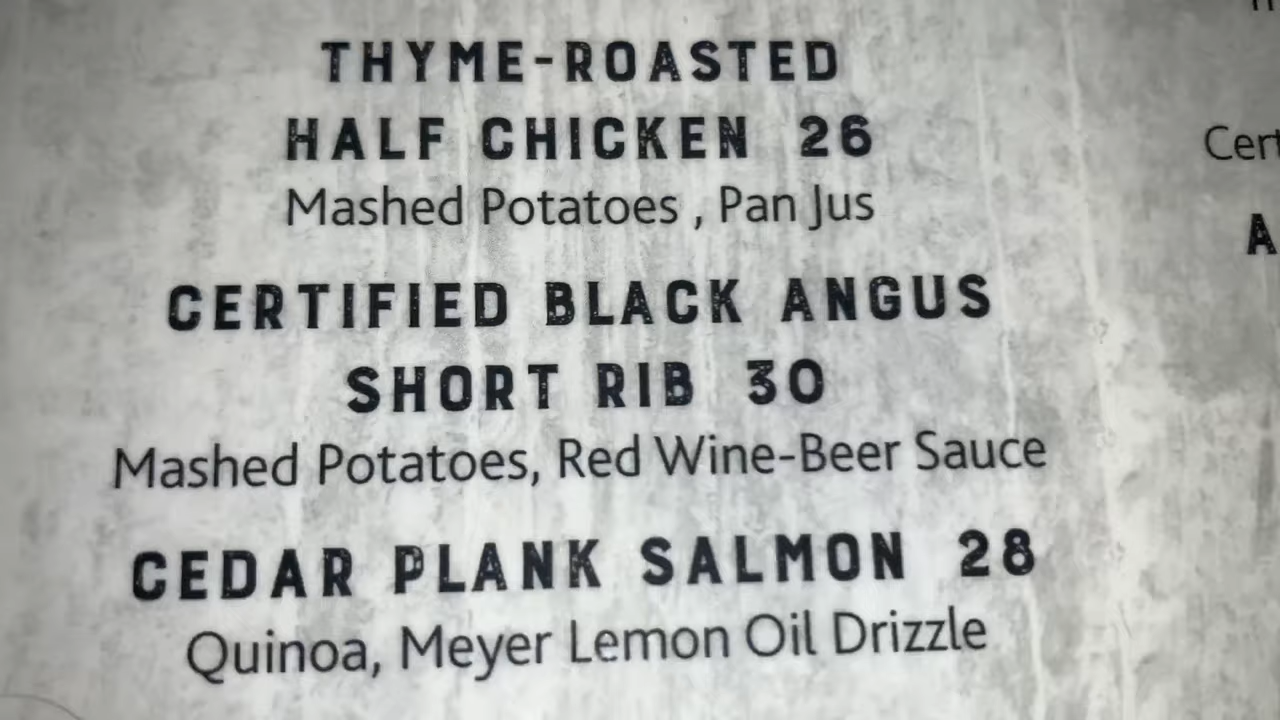 THYME-ROASTED
HALF CHICKEN 26
Mashed Potatoes , Pan Jus
CERTIFIED BLACK ANGUS
SHORT RIB 30
Mashed Potatoes, Red Wine-Beer Sauce
CEDAR PLANK SALMON 28
Quinoa, Meyer Lemon Oil Drizzle